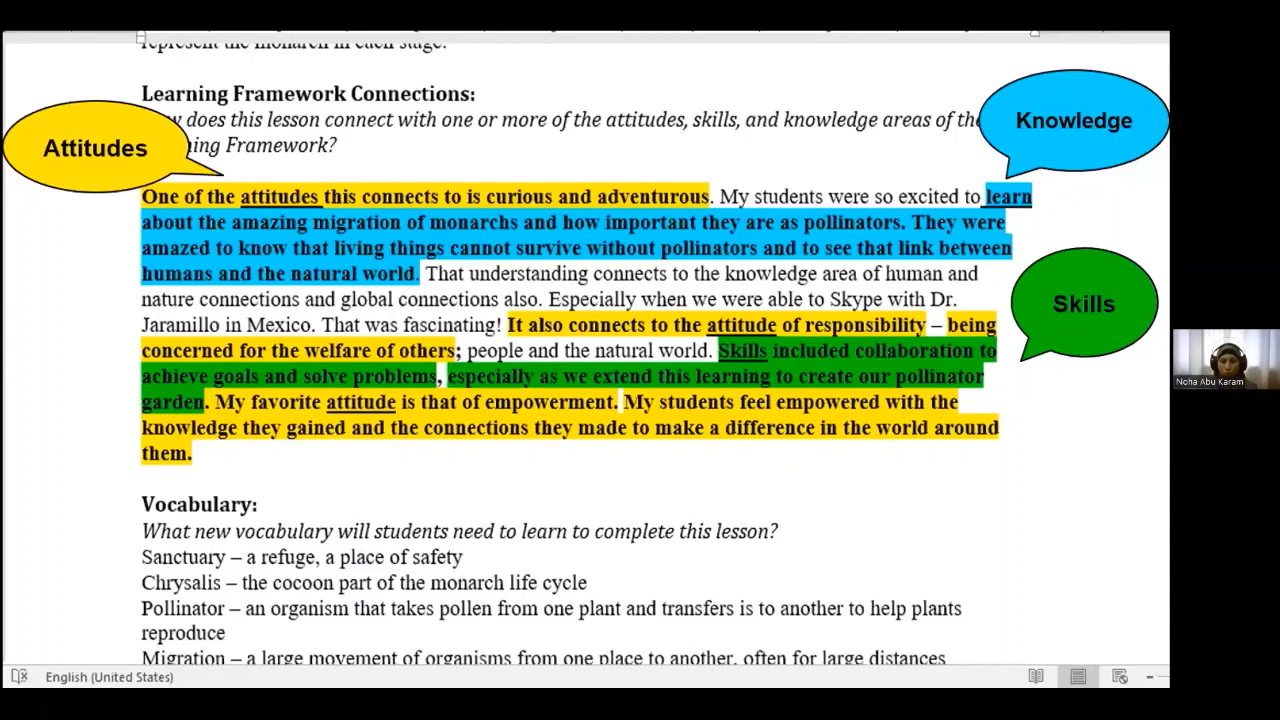 represent the monarch in each stage.
Learning Framework Connections:
does this lesson connect with one or more of the attitudes, skills, and knowledge areas of the
Framework?
Attitudes
Knowledge
One of the attitudes this connects to is curious and adventurous. My students were so excited to learn
about the amazing migration of monarchs and how important they are as pollinators. They were
amazed to know that living things cannot survive without pollinators and to see that link between
humans and the natural world. That understanding connects to the knowledge area of human and
nature connections and global connections also. Especially when we were able to Skype with Dr.
Jaramillo in Mexico. That was fascinating! It also connects to the attitude of responsibility – being
concerned for the welfare of others; people and the natural world. Skills included collaboration to
achieve goals and solve problems, especially as we extend this learning to create our pollinator
garden. My favorite attitude is that of empowerment. My students feel empowered with the
knowledge they gained and the connections they made to make a difference in the world around
them.
Skills
Noha Abu Karam
Vocabulary:
What new vocabulary will students need to learn to complete this lesson?
Sanctuary – a refuge, a place of safety
Chrysalis – the cocoon part of the monarch life cycle
Pollinator – an organism that takes pollen from one plant and transfers is to another to help plants
reproduce
Migration – a large movement of organisms from one place to another, often for large distances
English (United States)